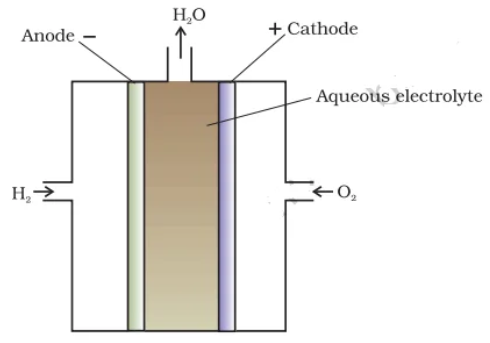 H₂O
Anode −
+ Cathode
Aqueous electrolyte
H₂
O₂